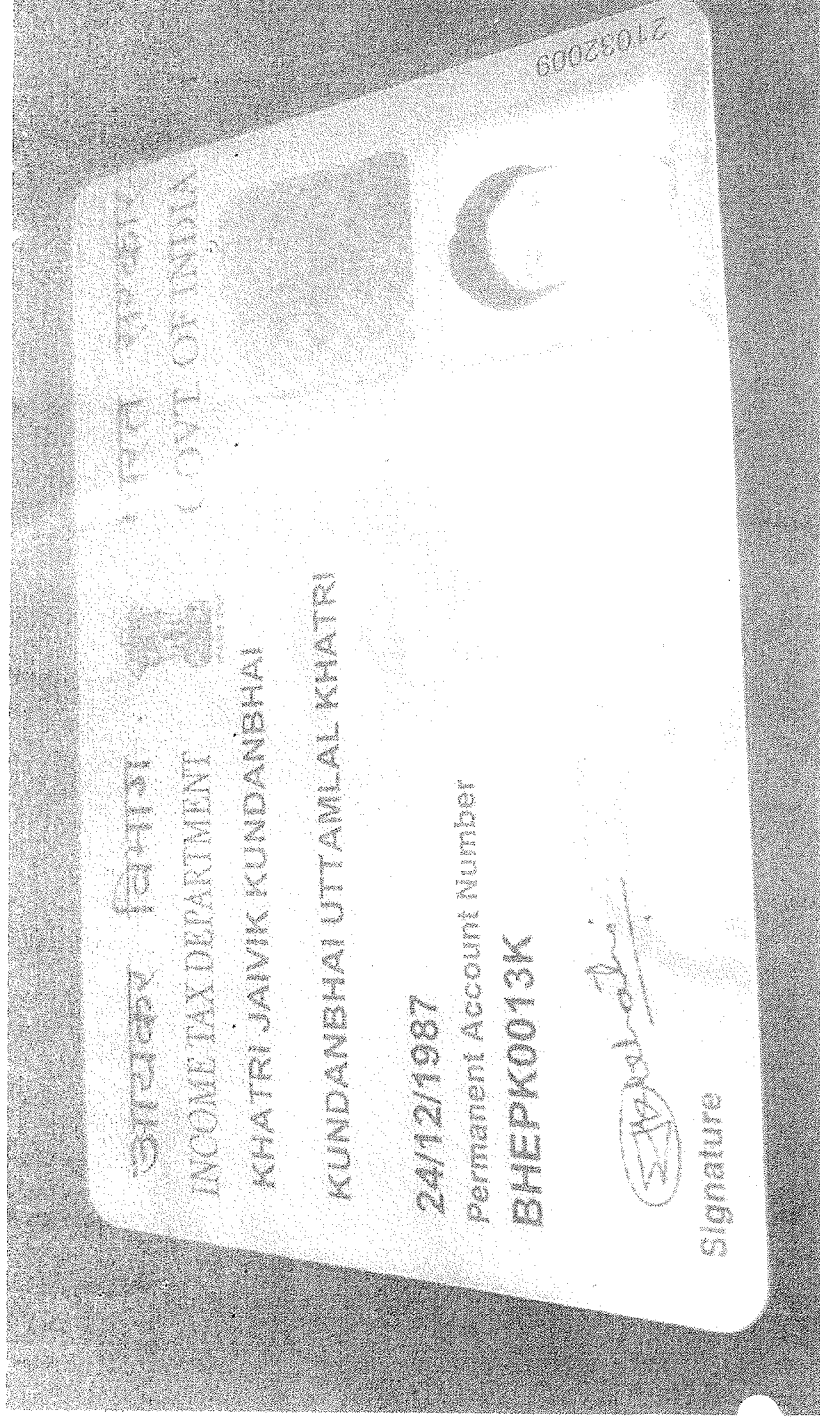 आयकर विभाग
INCOME TAX DEPARTMENT
GOVT. OF INDIA
KHATRI JAIVIK KUNDANBHAI
KUNDANBHAI UTTAMLAL KHATRI
24/12/1987
Permanent Account Number
BHEPK0013K
Signature
21032009